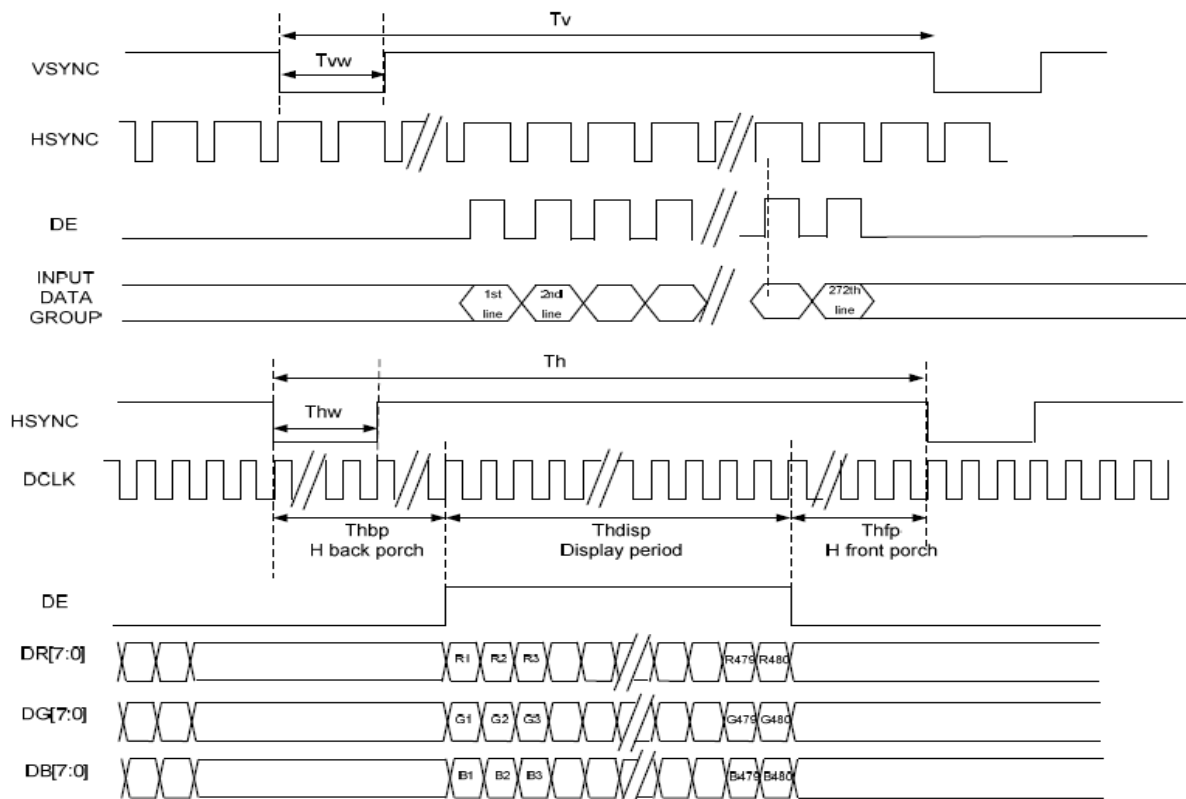 Tv
VSYNC
Tvw
HSYNC
DE
INPUT
DATA
GROUP
1st
line
2nd
line
272th
line
Th
HSYNC
Thw
DCLK
Thbp
H back porch
Thdisp
Display period
Thfp
H front porch
DE
DR[7:0]
R1 R2 R3 R479 R480
DG[7:0]
G1 G2 G3 G479 G480
DB[7:0]
B1 B2 B3 B479 B480